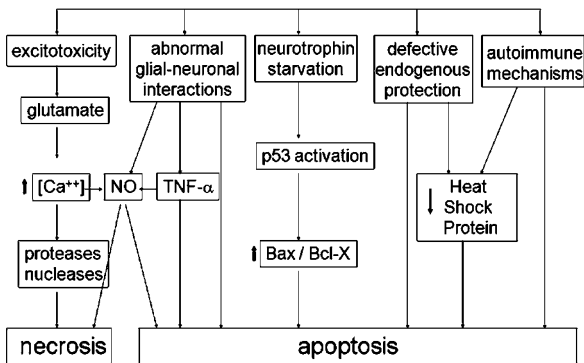 excitotoxicity
abnormal
glial-neuronal
interactions
neurotrophin
starvation
defective
endogenous
protection
autoimmune
mechanisms
glutamate
p53 activation
[Ca⁺⁺]
NO
TNF-α
Heat
Shock
Protein
proteases
nucleases
Bax / Bcl-X
necrosis
apoptosis